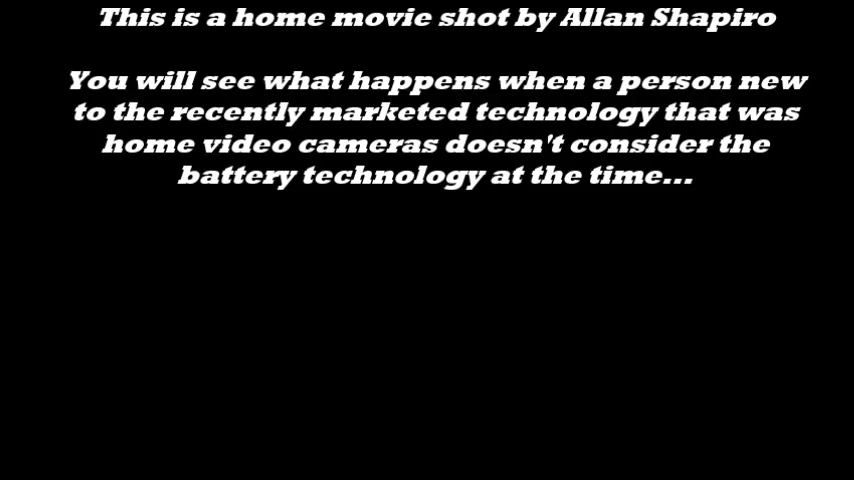 This is a home movie shot by Allan Shapiro
You will see what happens when a person new
to the recently marketed technology that was
home video cameras doesn't consider the
battery technology at the time...